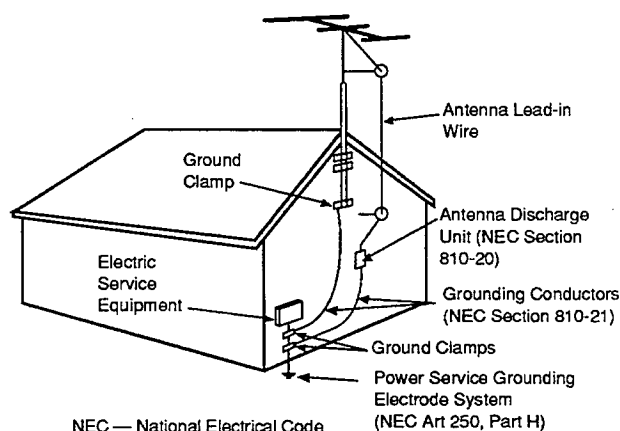 Antenna Lead-in
Wire
Ground
Clamp
Antenna Discharge
Unit (NEC Section
810-20)
Electric
Service
Equipment
Grounding Conductors
(NEC Section 810-21)
Ground Clamps
Power Service Grounding
Electrode System
(NEC Art 250, Part H)
NEC — National Electrical Code